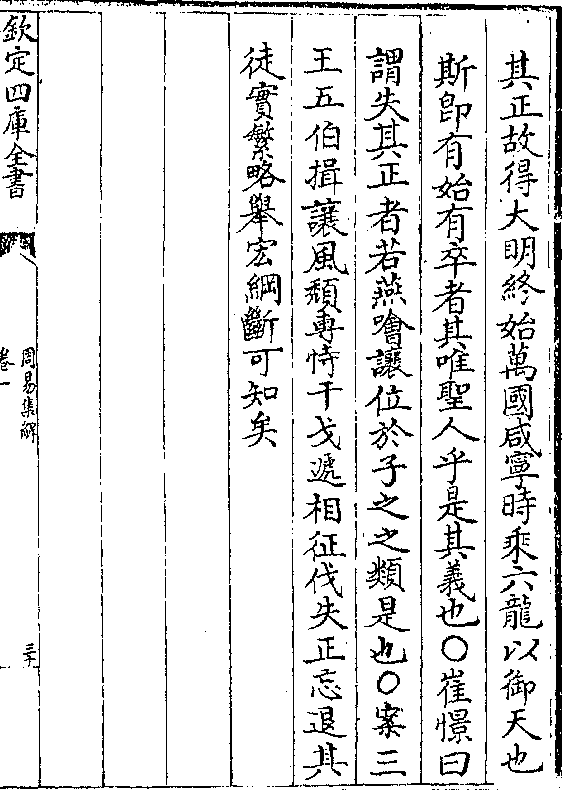 其正故得大明終始萬國咸寧時乘六龍以御天也
斯即有始有卒者其唯聖人乎是其義也〇崔憬曰
謂失其正者若燕噲讓位於子之之類是也〇案三
王五伯揖讓風頽専恃干戈遞相征伐失正忘退其
徒實繁略舉宏綱斷可知矣
欽定四庫全書
周易集解
卷一
三十